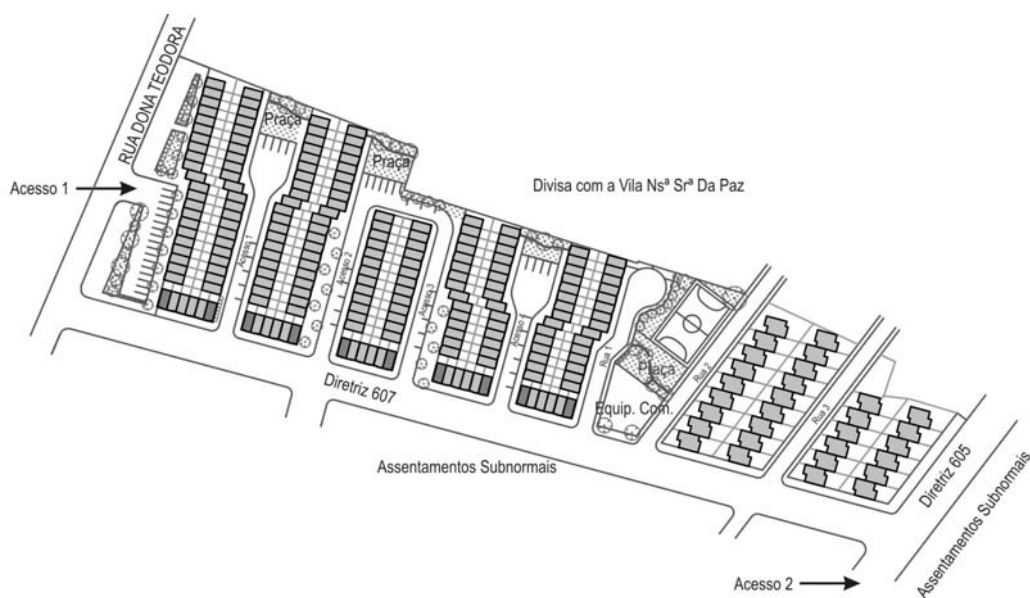 RUA DONA TEODORA
Acesso 1
Praça
Praça
Divisa com a Vila Nsª Srª Da Paz
Acesso 1
Acesso 2
Acesso 3
Rua 1
Praça
Rua 2
Rua 3
Equip. Com.
Diretriz 607
Assentamentos Subnormais
Diretriz 605
Assentamentos Subnormais
Acesso 2